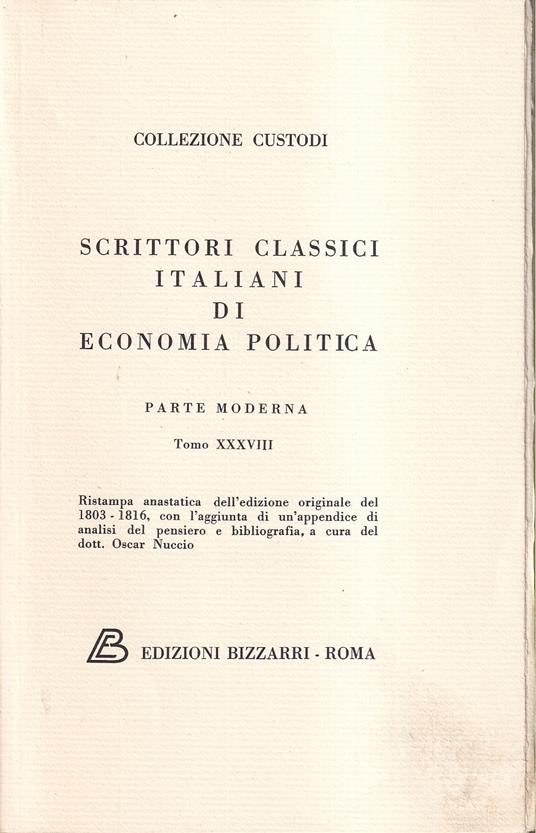 COLLEZIONE CUSTODI
SCRITTORI CLASSICI
ITALIANI
DI
ECONOMIA POLITICA
PARTE MODERNA
Tomo XXXVIII
Ristampa anastatica dell'edizione originale del
1803 - 1816, con l'aggiunta di un'appendice di
analisi del pensiero e bibliografia, a cura del
dott. Oscar Nuccio
EB EDIZIONI BIZZARRI - ROMA